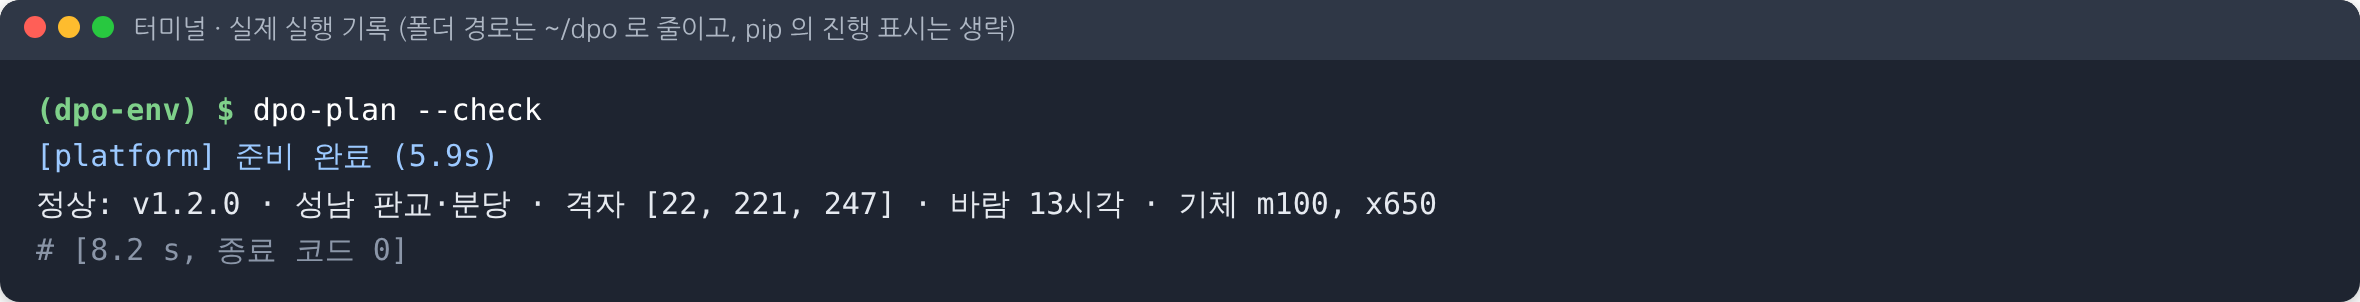 터미널 · 실제 실행 기록 (폴더 경로는 ~/dpo 로 줄이고, pip 의 진행 표시는 생략)
(dpo-env) $ dpo-plan --check
[platform] 준비 완료 (5.9s)
정상: v1.2.0 · 성남 판교·분당 · 격자 [22, 221, 247] · 바람 13시각 · 기체 m100, x650
# [8.2 s, 종료 코드 0]